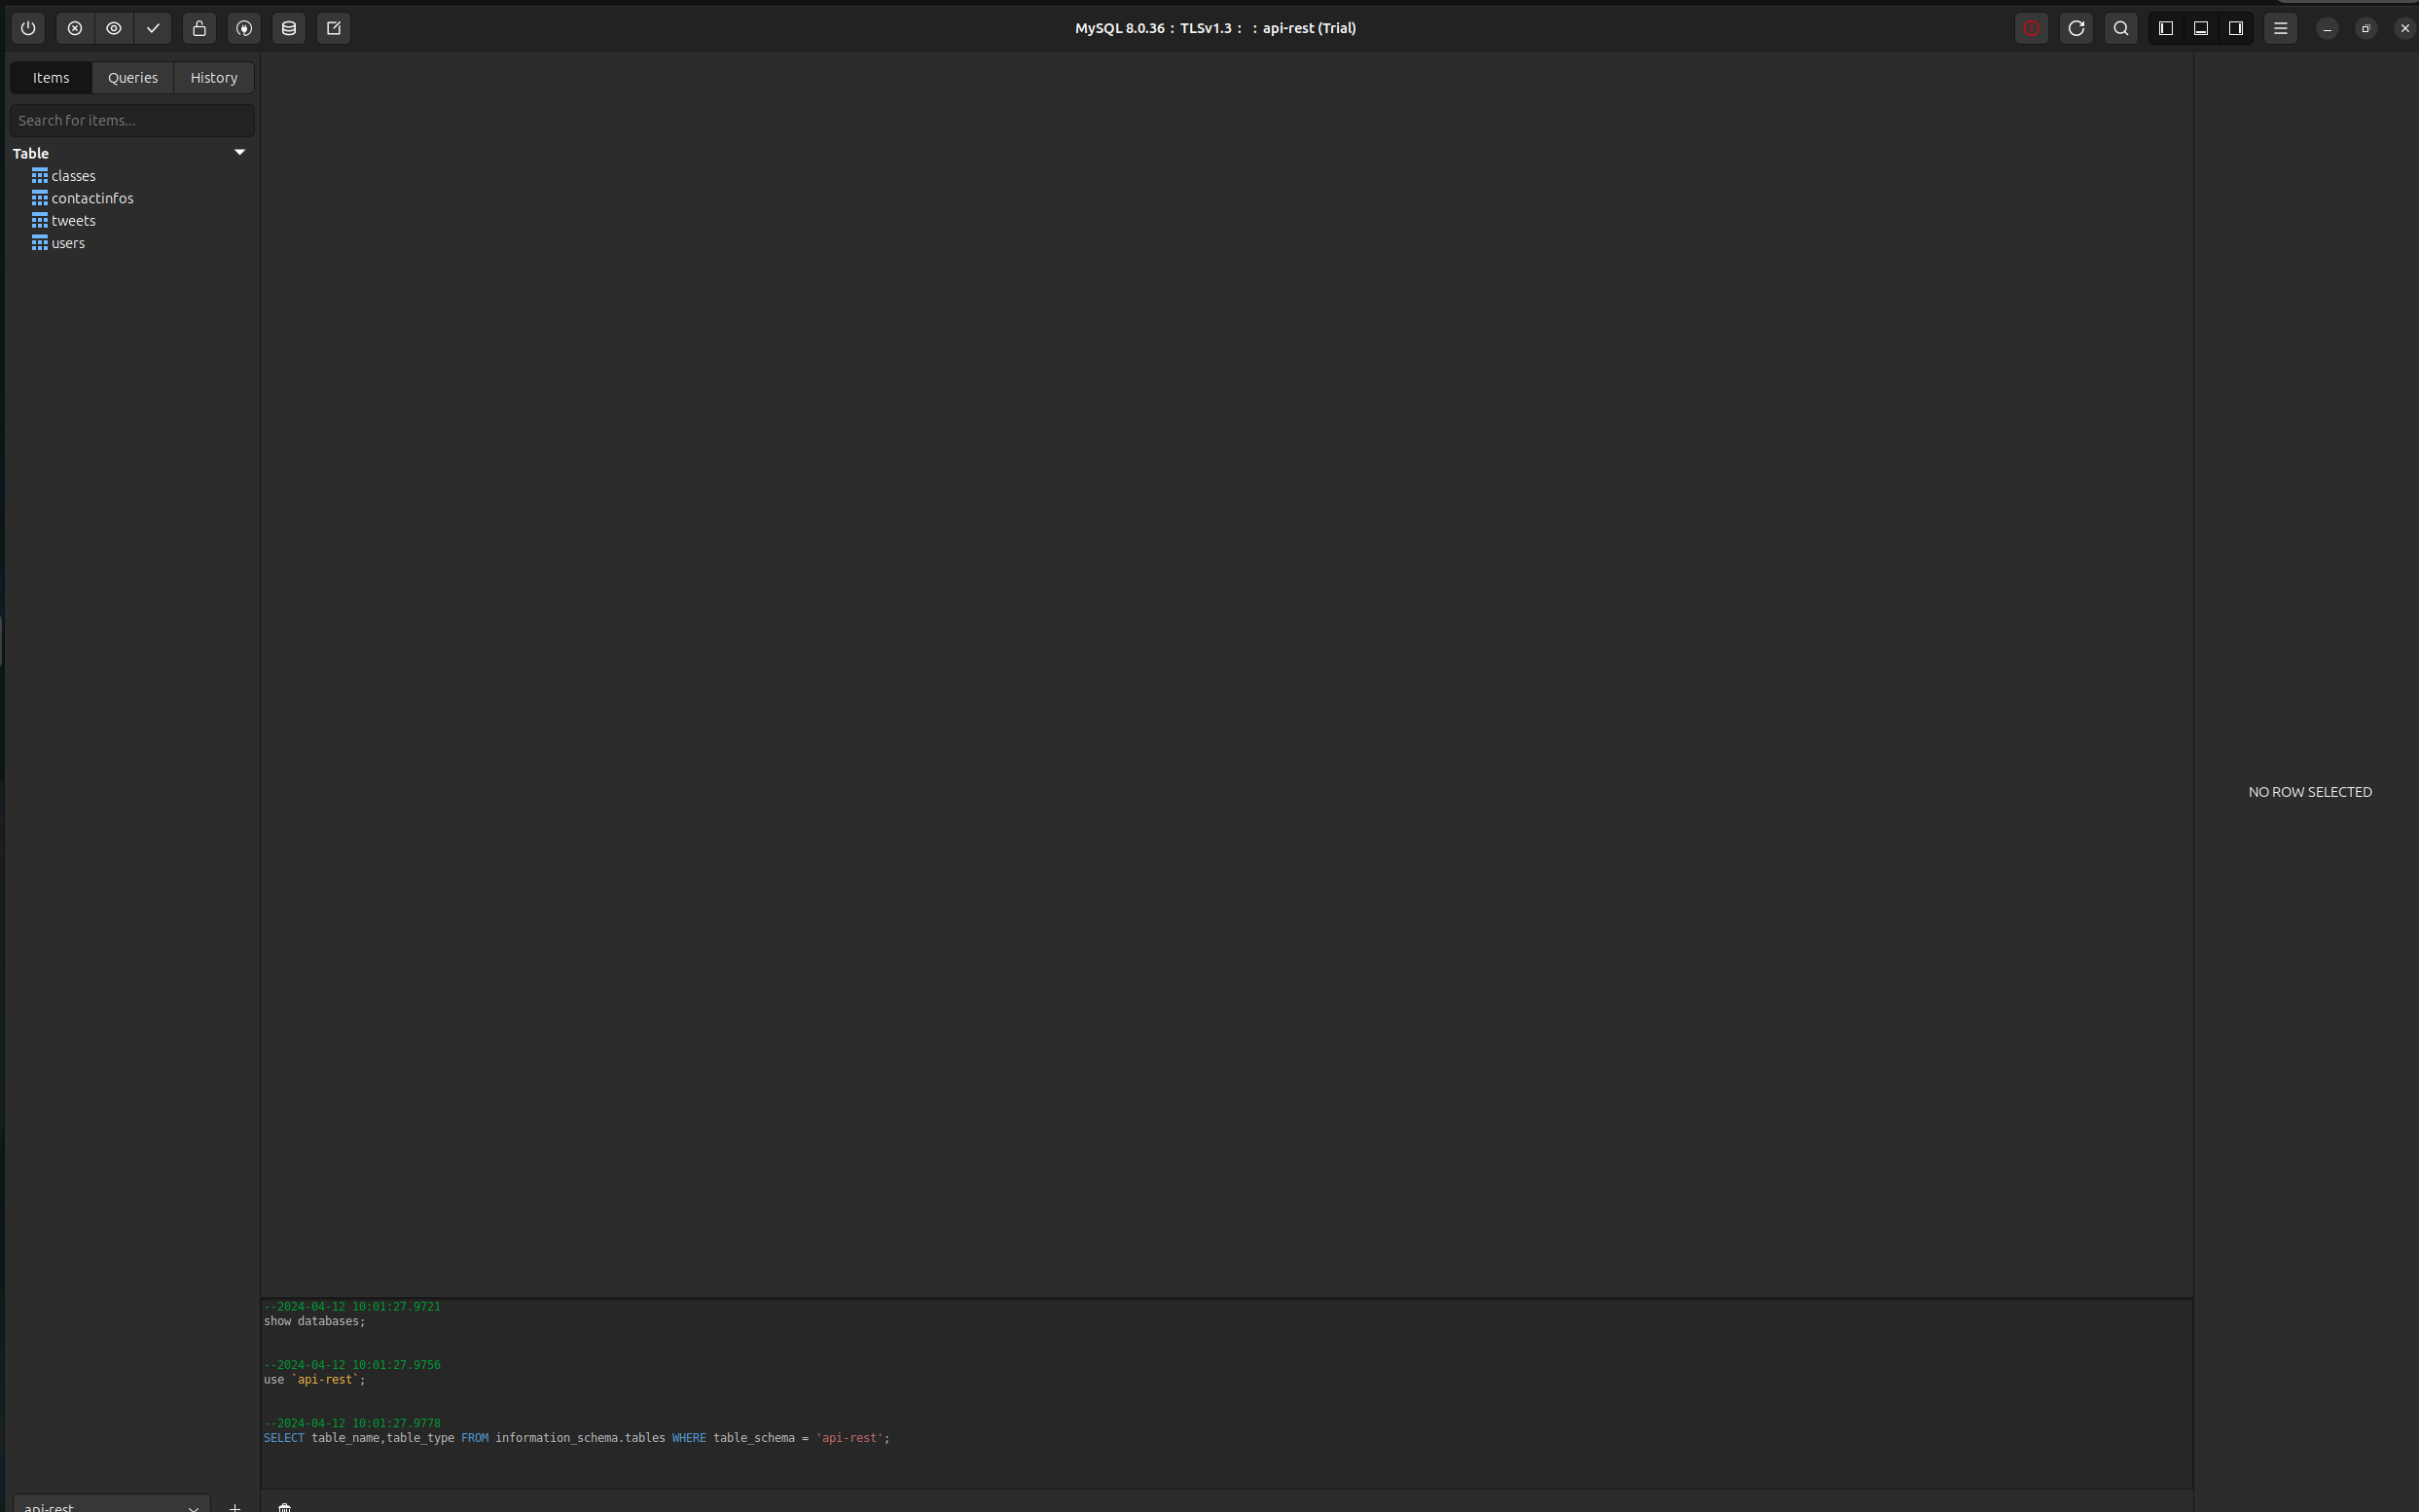 MySQL 8.0.36 : TLSv1.3 : : api-rest (Trial)
Items Queries History
Search for items...
Table
classes
contactinfos
tweets
users
NO ROW SELECTED
--2024-04-12 10:01:27.9721
show databases;
--2024-04-12 10:01:27.9756
use `api-rest`;
--2024-04-12 10:01:27.9778
SELECT table_name,table_type FROM information_schema.tables WHERE table_schema = 'api-rest';
api-rest